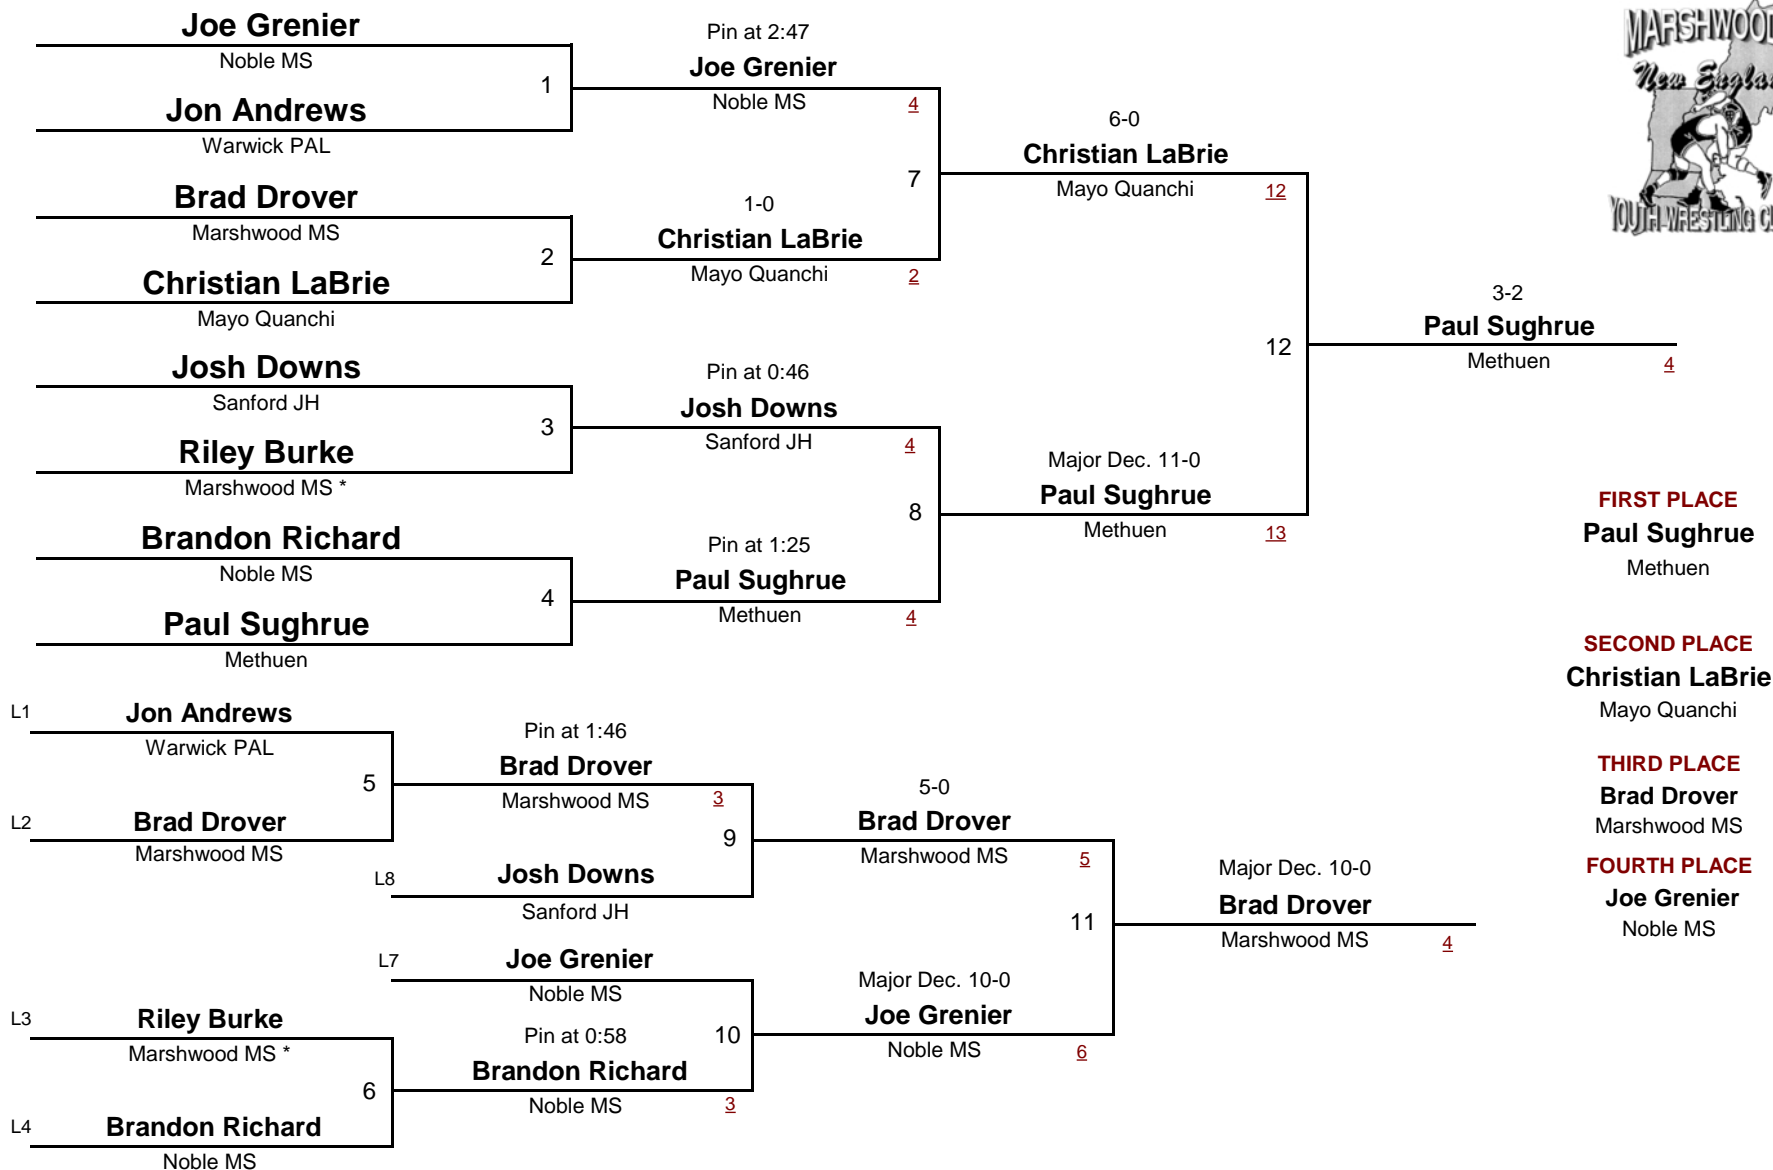 Joe Grenier
Noble MS
1
Jon Andrews
Warwick PAL
Brad Drover
Marshwood MS
2
Christian LaBrie
Mayo Quanchi
Josh Downs
Sanford JH
3
Riley Burke
Marshwood MS *
Brandon Richard
Noble MS
4
Paul Sughrue
Methuen
Pin at 2:47
Joe Grenier
Noble MS
4
7
1-0
Christian LaBrie
Mayo Quanchi
2
Pin at 0:46
Josh Downs
Sanford JH
4
8
Pin at 1:25
Paul Sughrue
Methuen
4
6-0
Christian LaBrie
Mayo Quanchi
12
12
Major Dec. 11-0
Paul Sughrue
Methuen
13
3-2
Paul Sughrue
Methuen
4
New
YOUTH WRESTLING
FIRST PLACE
Paul Sughrue
Methuen
SECOND PLACE
Christian LaBrie
Mayo Quanchi
THIRD PLACE
Brad Drover
Marshwood MS
FOURTH PLACE
Joe Grenier
Noble MS
L1
Jon Andrews
Warwick PAL
5
L2
Brad Drover
Marshwood MS
Pin at 1:46
Brad Drover
Marshwood MS
3
9
L8
Josh Downs
Sanford JH
L7
Joe Grenier
Noble MS
10
L3
Riley Burke
Marshwood MS *
6
L4
Brandon Richard
Noble MS
Pin at 0:58
Brandon Richard
Noble MS
3
5-0
Brad Drover
Marshwood MS
5
11
Major Dec. 10-0
Joe Grenier
Noble MS
6
Major Dec. 10-0
Brad Drover
Marshwood MS
4